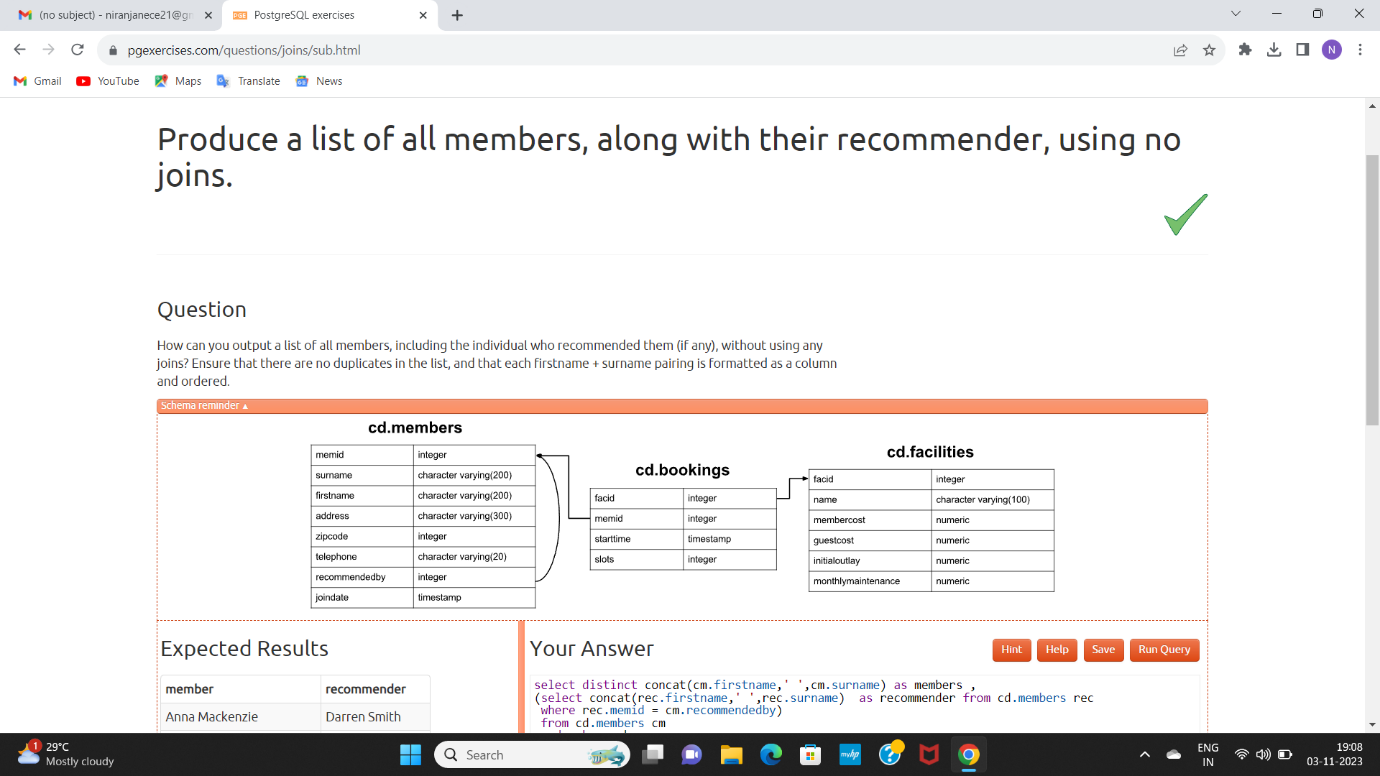 (no subject) - niranjanece21@gr
PostgreSQL exercises
pgexercises.com/questions/joins/sub.html
N
Gmail YouTube Maps Translate News
Produce a list of all members, along with their recommender, using no
joins.
Question
How can you output a list of all members, including the individual who recommended them (if any), without using any
joins? Ensure that there are no duplicates in the list, and that each firstname + surname pairing is formatted as a column
and ordered.
Schema reminder ▲
cd.members
memid integer
surname character varying(200)
firstname character varying(200)
address character varying(300)
zipcode integer
telephone character varying(20)
recommendedby integer
joindate timestamp
cd.bookings
facid integer
memid integer
starttime timestamp
slots integer
cd.facilities
facid integer
name character varying(100)
membercost numeric
guestcost numeric
initialoutlay numeric
monthlymaintenance numeric
Expected Results
member recommender
Anna Mackenzie Darren Smith
Your Answer
Hint Help Save Run Query
select distinct concat(cm.firstname,' ',cm.surname) as members ,
(select concat(rec.firstname,' ',rec.surname) as recommender from cd.members rec
where rec.memid = cm.recommendedby)
from cd.members cm
1
29°C
Mostly cloudy
Search
myhp
ENG
IN
19:08
03-11-2023